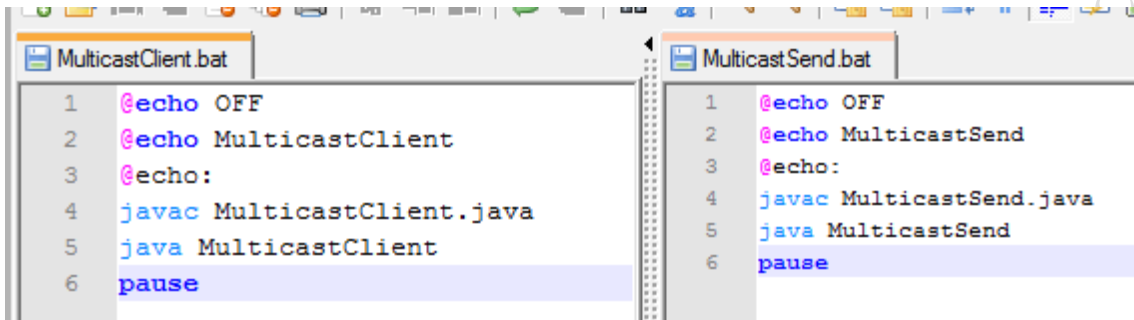 MulticastClient.bat
1 @echo OFF
2 @echo MulticastClient
3 @echo:
4 javac MulticastClient.java
5 java MulticastClient
6 pause
MulticastSend.bat
1 @echo OFF
2 @echo MulticastSend
3 @echo:
4 javac MulticastSend.java
5 java MulticastSend
6 pause